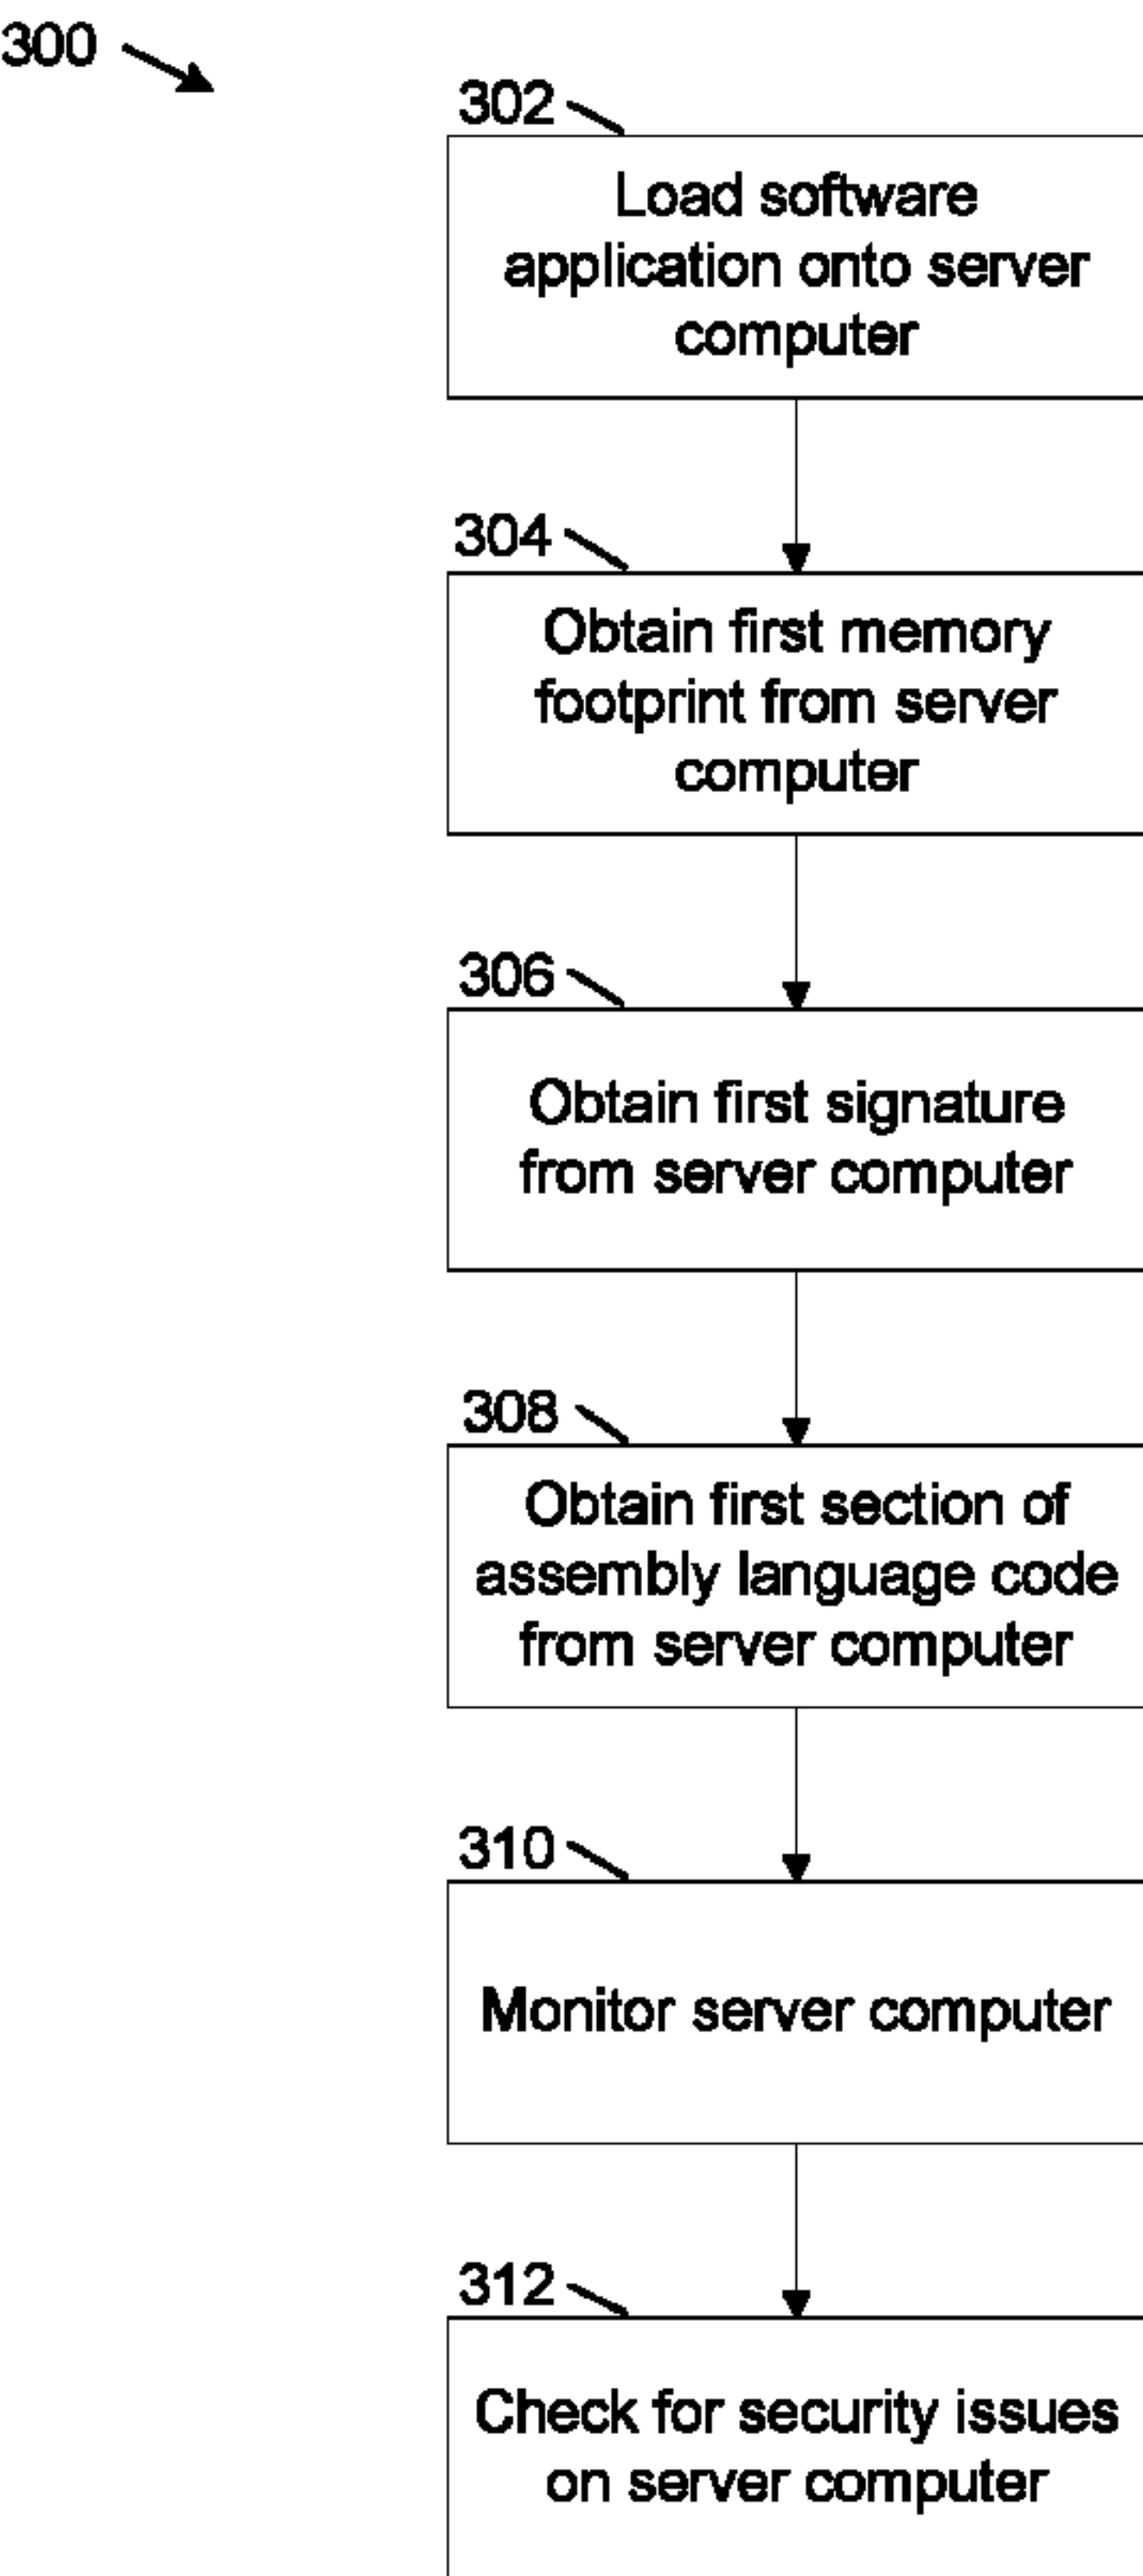 300
302
Load software
application onto server
computer
304
Obtain first memory
footprint from server
computer
306
Obtain first signature
from server computer
308
Obtain first section of
assembly language code
from server computer
310
Monitor server computer
312
Check for security issues
on server computer